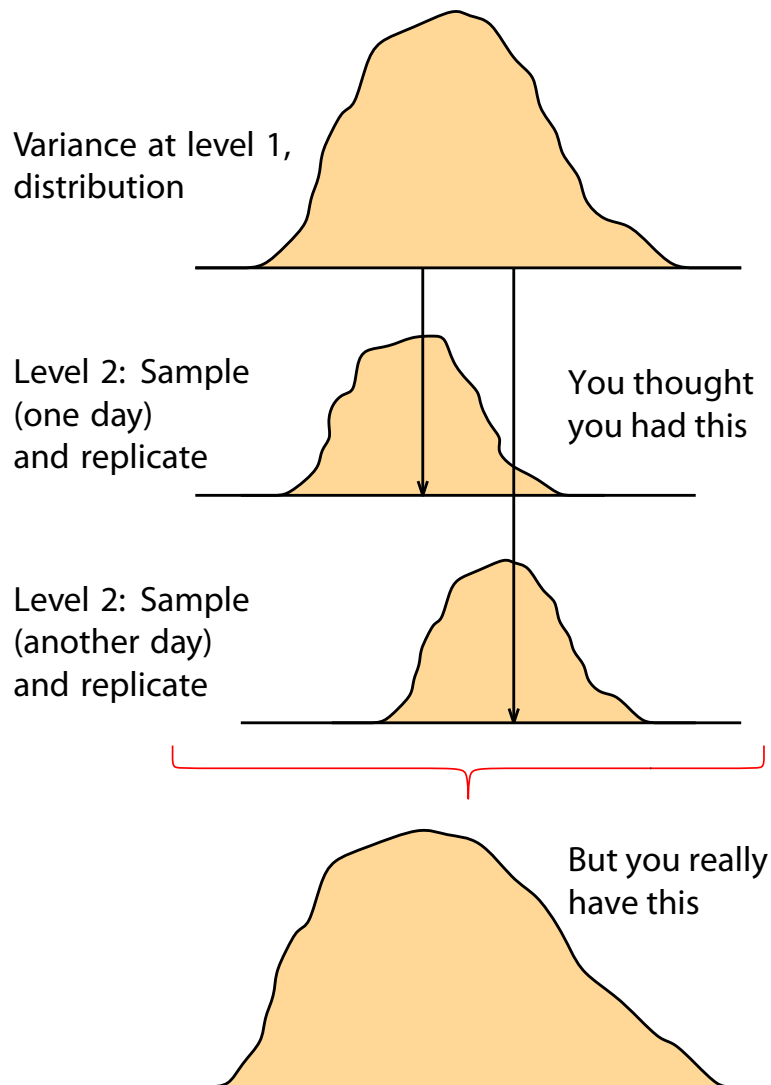 Variance at level 1,
distribution
Level 2: Sample
(one day)
and replicate
You thought
you had this
Level 2: Sample
(another day)
and replicate
But you really
have this